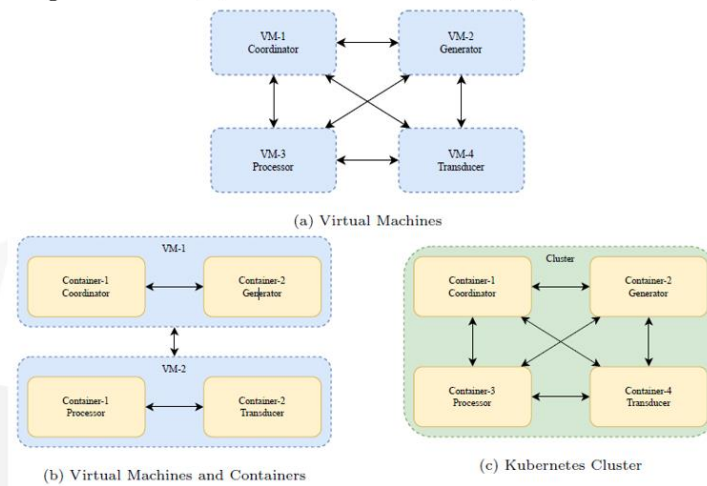 VM-1
Coordinator
VM-2
Generator
VM-3
Processor
VM-4
Transducer
(a) Virtual Machines
VM-1
Container-1
Coordinator
Container-2
Generator
VM-2
Container-1
Processor
Container-2
Transducer
(b) Virtual Machines and Containers
Cluster
Container-1
Coordinator
Container-2
Generator
Container-3
Processor
Container-4
Transducer
(c) Kubernetes Cluster